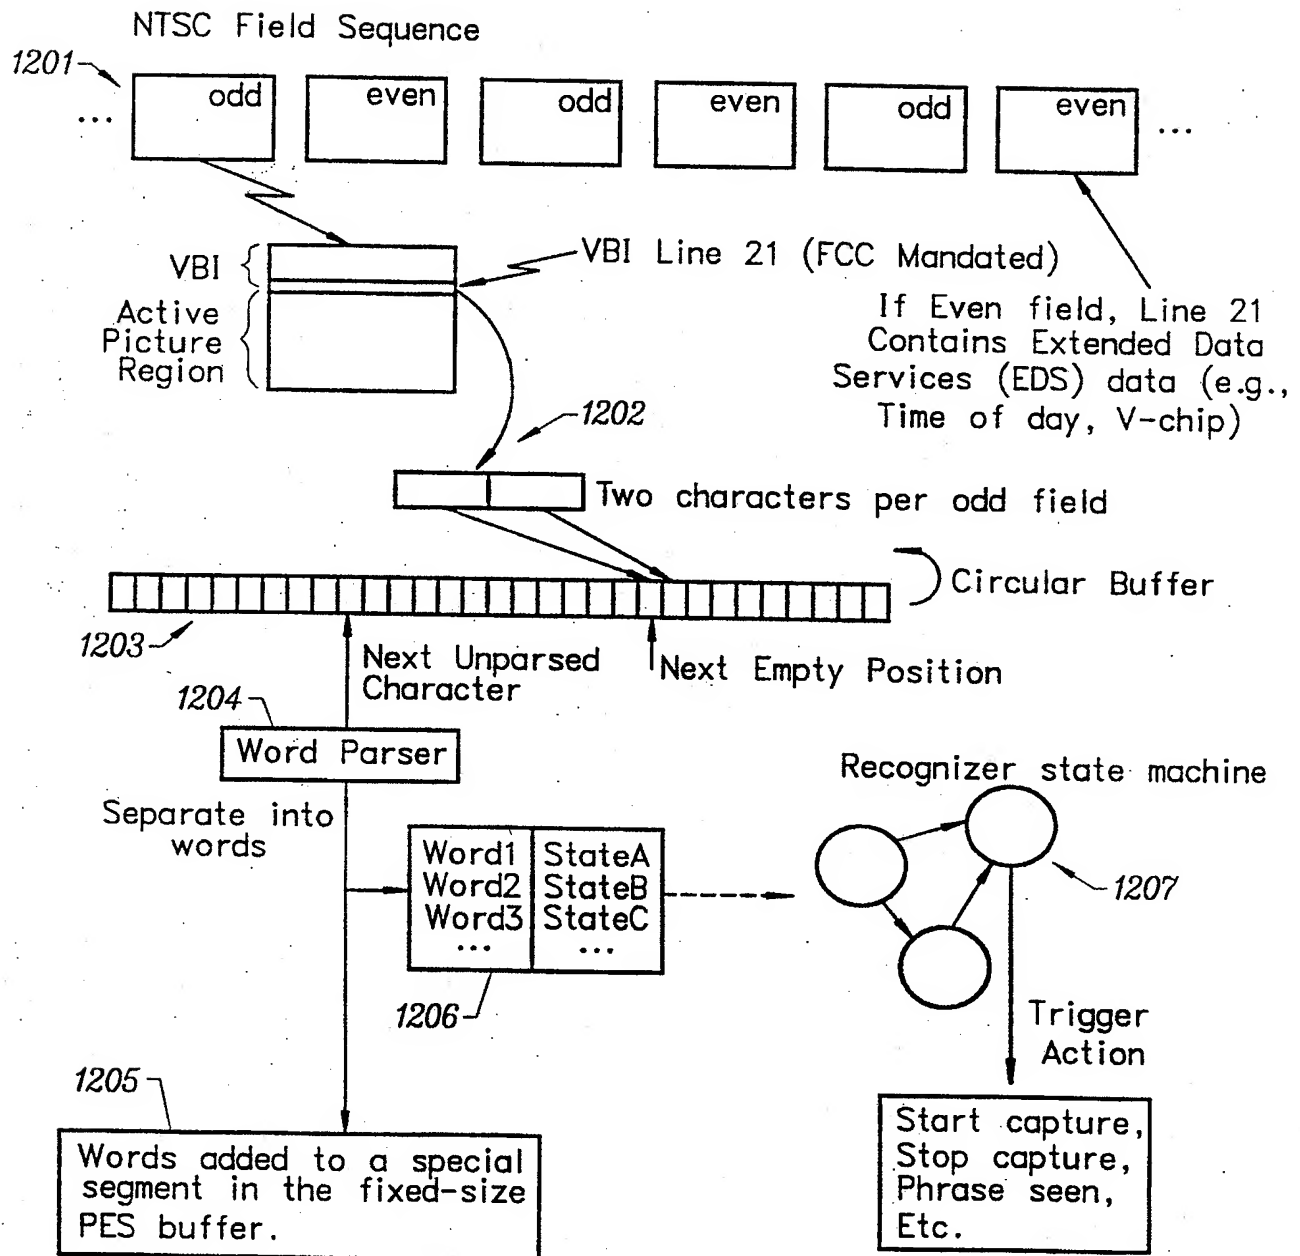 NTSC Field Sequence
1201
... odd even odd even odd even ...
VBI
VBI Line 21 (FCC Mandated)
Active
Picture
Region
If Even field, Line 21
Contains Extended Data
Services (EDS) data (e.g.,
Time of day, V-chip)
1202
Two characters per odd field
Circular Buffer
1203
Next Unparsed
Character
Next Empty Position
1204
Word Parser
Separate into
words
Recognizer state machine
Word1 StateA
Word2 StateB
Word3 StateC
... ...
1206
1207
Trigger
Action
1205
Words added to a special
segment in the fixed-size
PES buffer.
Start capture,
Stop capture,
Phrase seen,
Etc.